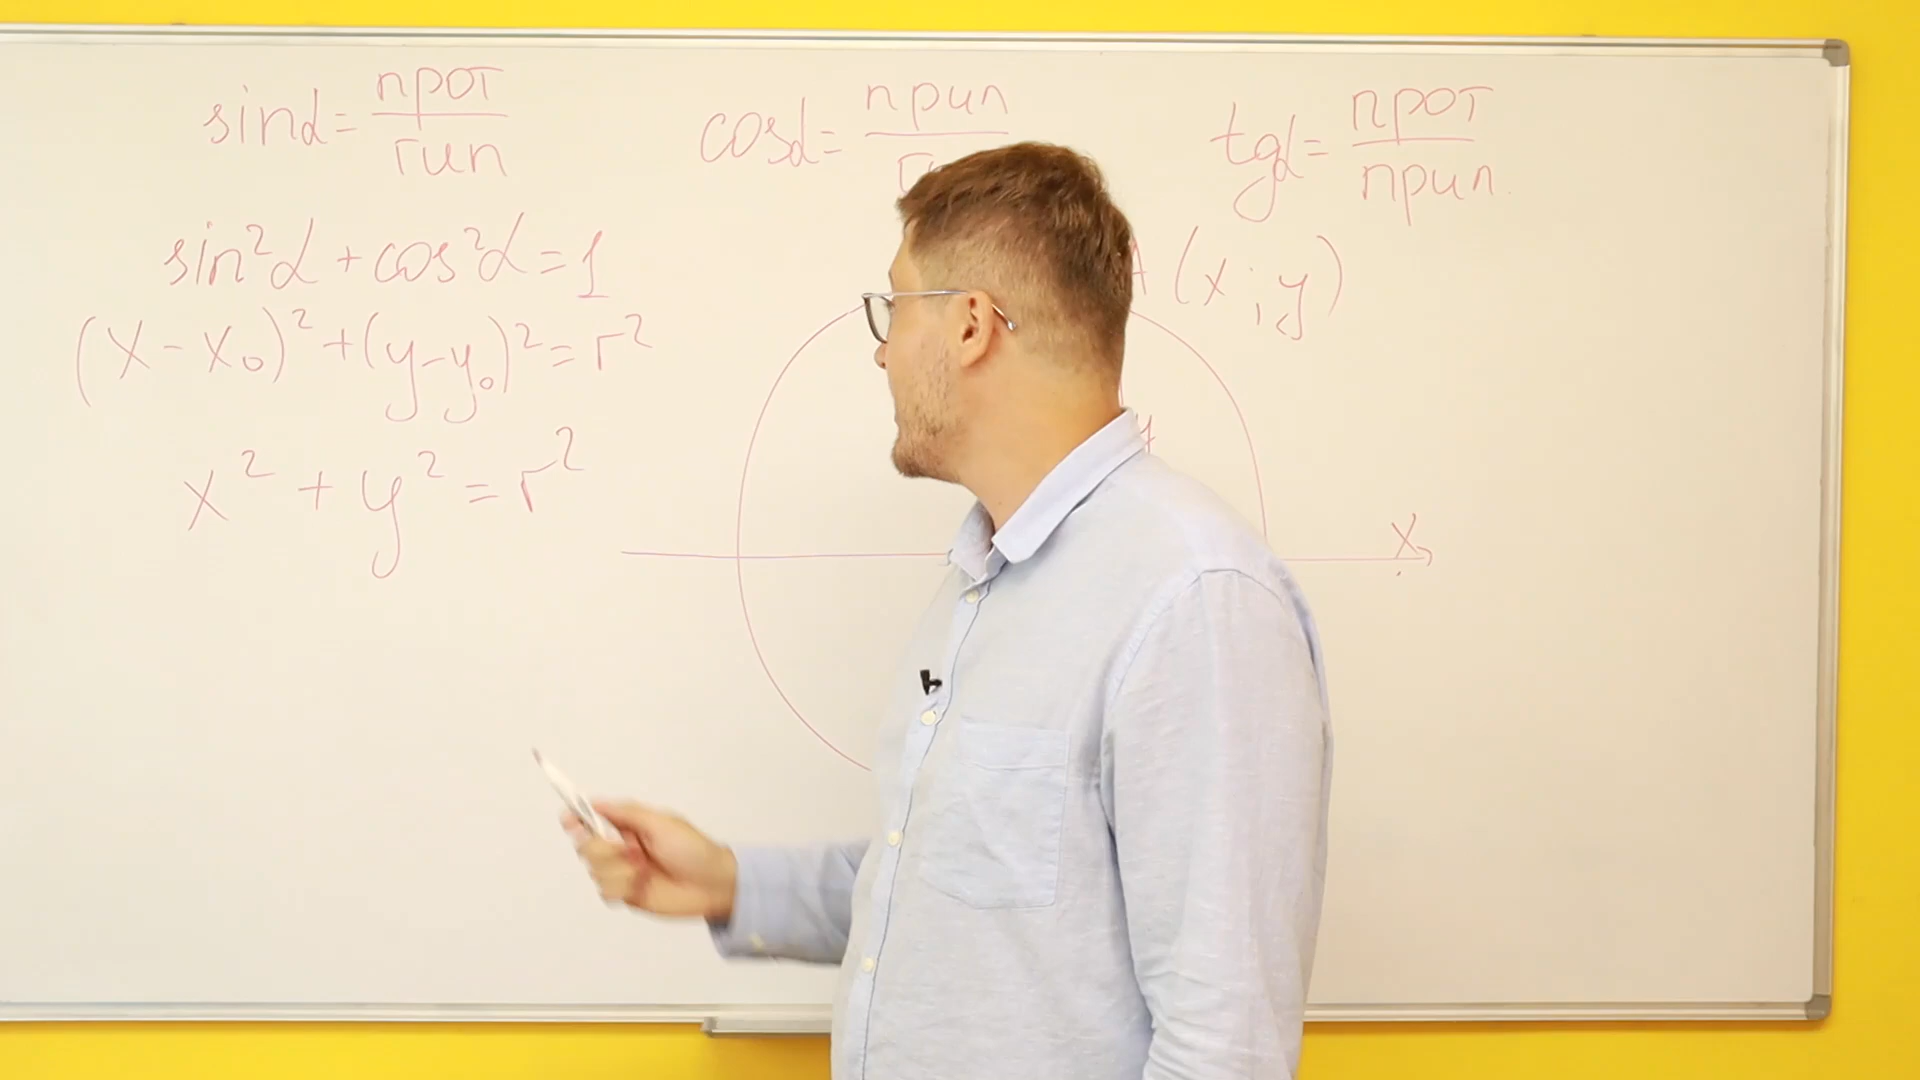 sinα = прот / гип
cosα = прил /
tgα = прот / прил.
sin²α + cos²α = 1
A (x; y)
(x - x₀)² + (y - y₀)² = r²
y
x² + y² = r²
x